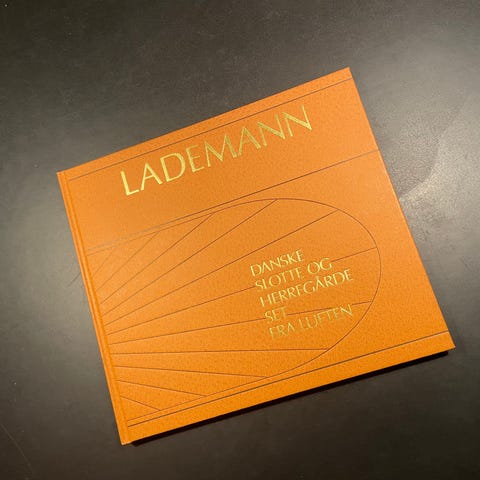 LADEMANN
DANSKE
SLOTTE OG
HERREGÅRDE
SET
FRA LUFTEN